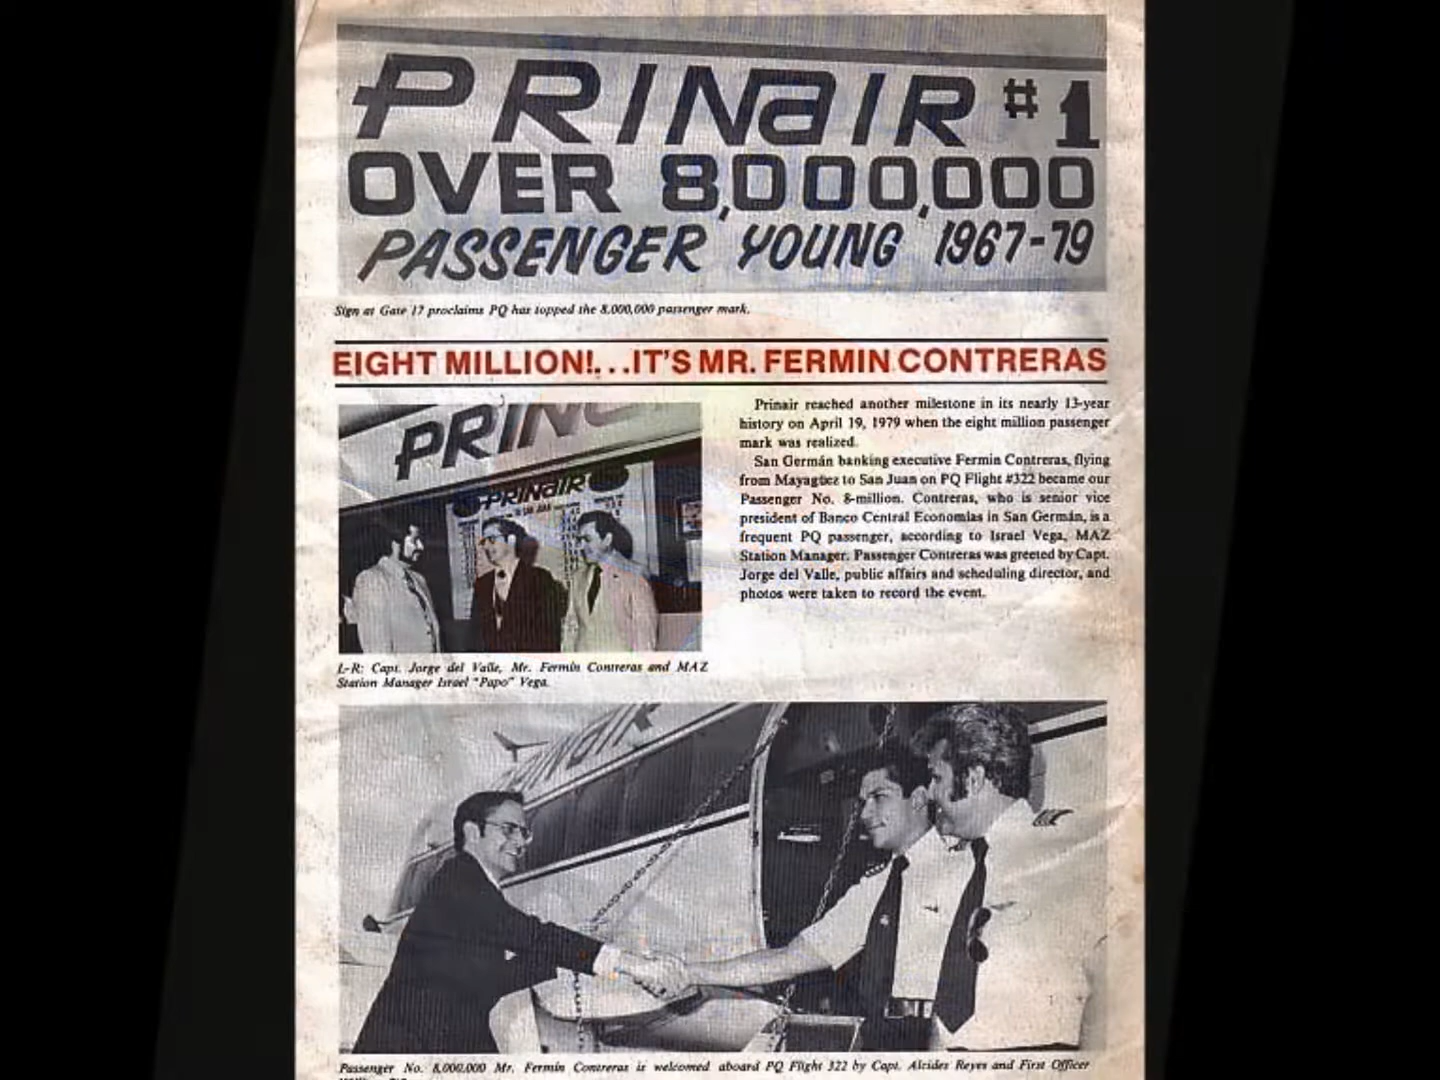 PRINAIR #1
OVER 8,000,000
PASSENGER YOUNG 1967-79
Sign at Gate 17 proclaims PQ has topped the 8,000,000 passenger mark.
EIGHT MILLION!...IT'S MR. FERMIN CONTRERAS
PRINC
PRINAIR
Prinair reached another milestone in its nearly 13-year
history on April 19, 1979 when the eight million passenger
mark was realized.
San Germán banking executive Fermin Contreras, flying
from Mayagüez to San Juan on PQ Flight #322 became our
Passenger No. 8-million. Contreras, who is senior vice
president of Banco Central Economias in San Germán, is a
frequent PQ passenger, according to Israel Vega, MAZ
Station Manager. Passenger Contreras was greeted by Capt.
Jorge del Valle, public affairs and scheduling director, and
photos were taken to record the event.
L-R: Capt. Jorge del Valle, Mr. Fermin Contreras and MAZ
Station Manager Israel "Papo" Vega.
PRINAIR
Passenger No. 8,000,000 Mr. Fermin Contreras is welcomed aboard PQ Flight 322 by Capt. Alcides Reyes and First Officer